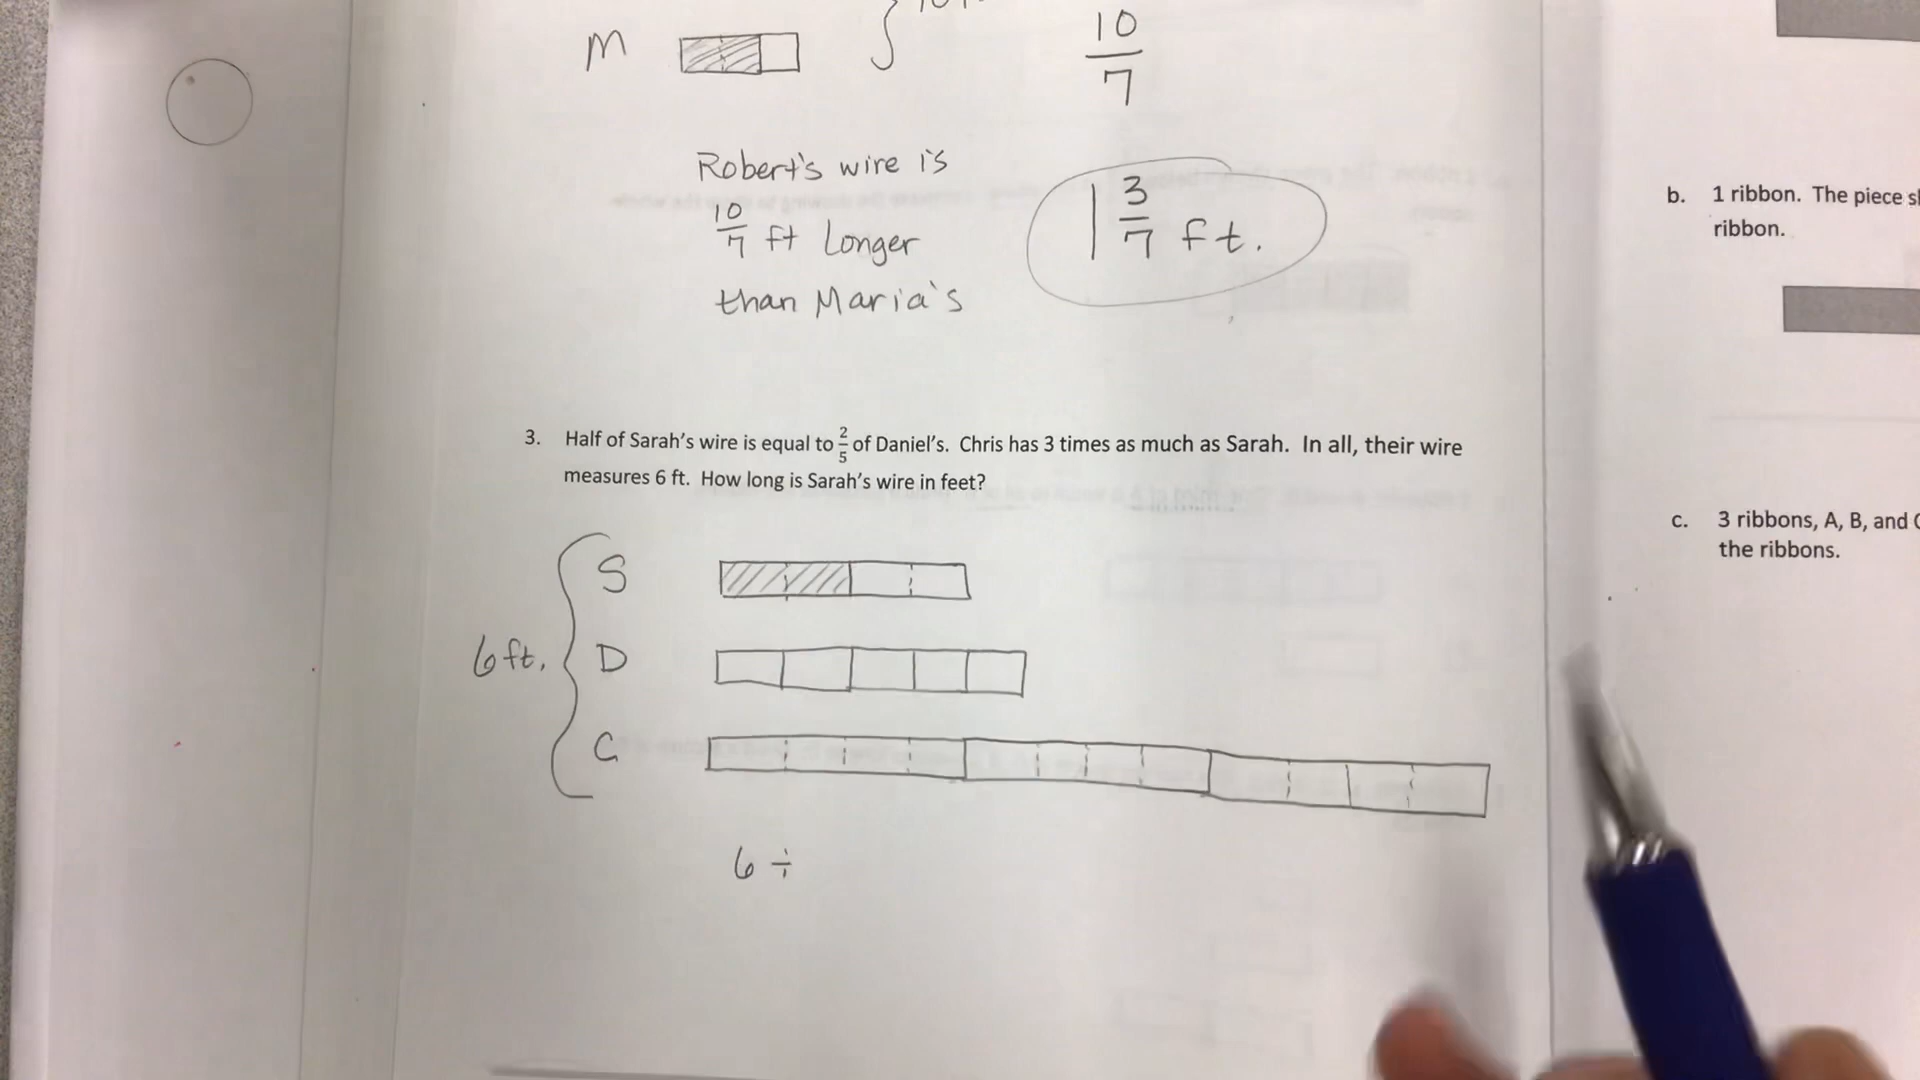 M
10
7
Robert's wire is
10/7 ft Longer
than Maria's
1 3/7 ft.
3. Half of Sarah's wire is equal to 2/5 of Daniel's. Chris has 3 times as much as Sarah. In all, their wire
measures 6 ft. How long is Sarah's wire in feet?
S
6ft. D
C
6 ÷
b. 1 ribbon. The piece
ribbon.
c. 3 ribbons, A, B, and
the ribbons.